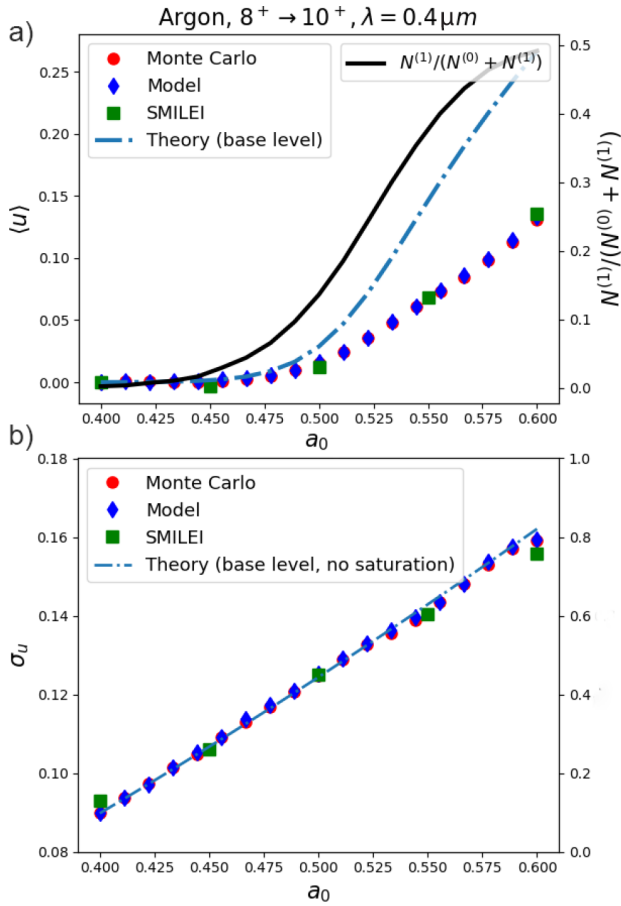 Argon, 8⁺ → 10⁺, λ = 0.4 μm
a)
Monte Carlo
Model
SMILEI
Theory (base level)
N⁽¹⁾/(N⁽⁰⁾ + N⁽¹⁾)
0.25
0.20
0.15
0.10
0.05
0.00
⟨u⟩
0.5
0.4
0.3
0.2
0.1
0.0
N⁽¹⁾/(N⁽⁰⁾ + N⁽¹⁾)
0.400 0.425 0.450 0.475 0.500 0.525 0.550 0.575 0.600
a₀
b)
Monte Carlo
Model
SMILEI
Theory (base level, no saturation)
0.18
0.16
0.14
0.12
0.10
0.08
σᵤ
1.0
0.8
0.6
0.4
0.2
0.0
0.400 0.425 0.450 0.475 0.500 0.525 0.550 0.575 0.600
a₀